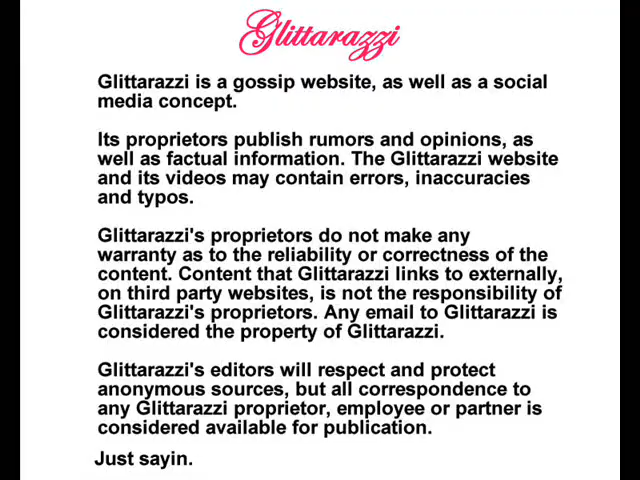 Glittarazzi
Glittarazzi is a gossip website, as well as a social
media concept.
Its proprietors publish rumors and opinions, as
well as factual information. The Glittarazzi website
and its videos may contain errors, inaccuracies
and typos.
Glittarazzi's proprietors do not make any
warranty as to the reliability or correctness of the
content. Content that Glittarazzi links to externally,
on third party websites, is not the responsibility of
Glittarazzi's proprietors. Any email to Glittarazzi is
considered the property of Glittarazzi.
Glittarazzi's editors will respect and protect
anonymous sources, but all correspondence to
any Glittarazzi proprietor, employee or partner is
considered available for publication.
Just sayin.